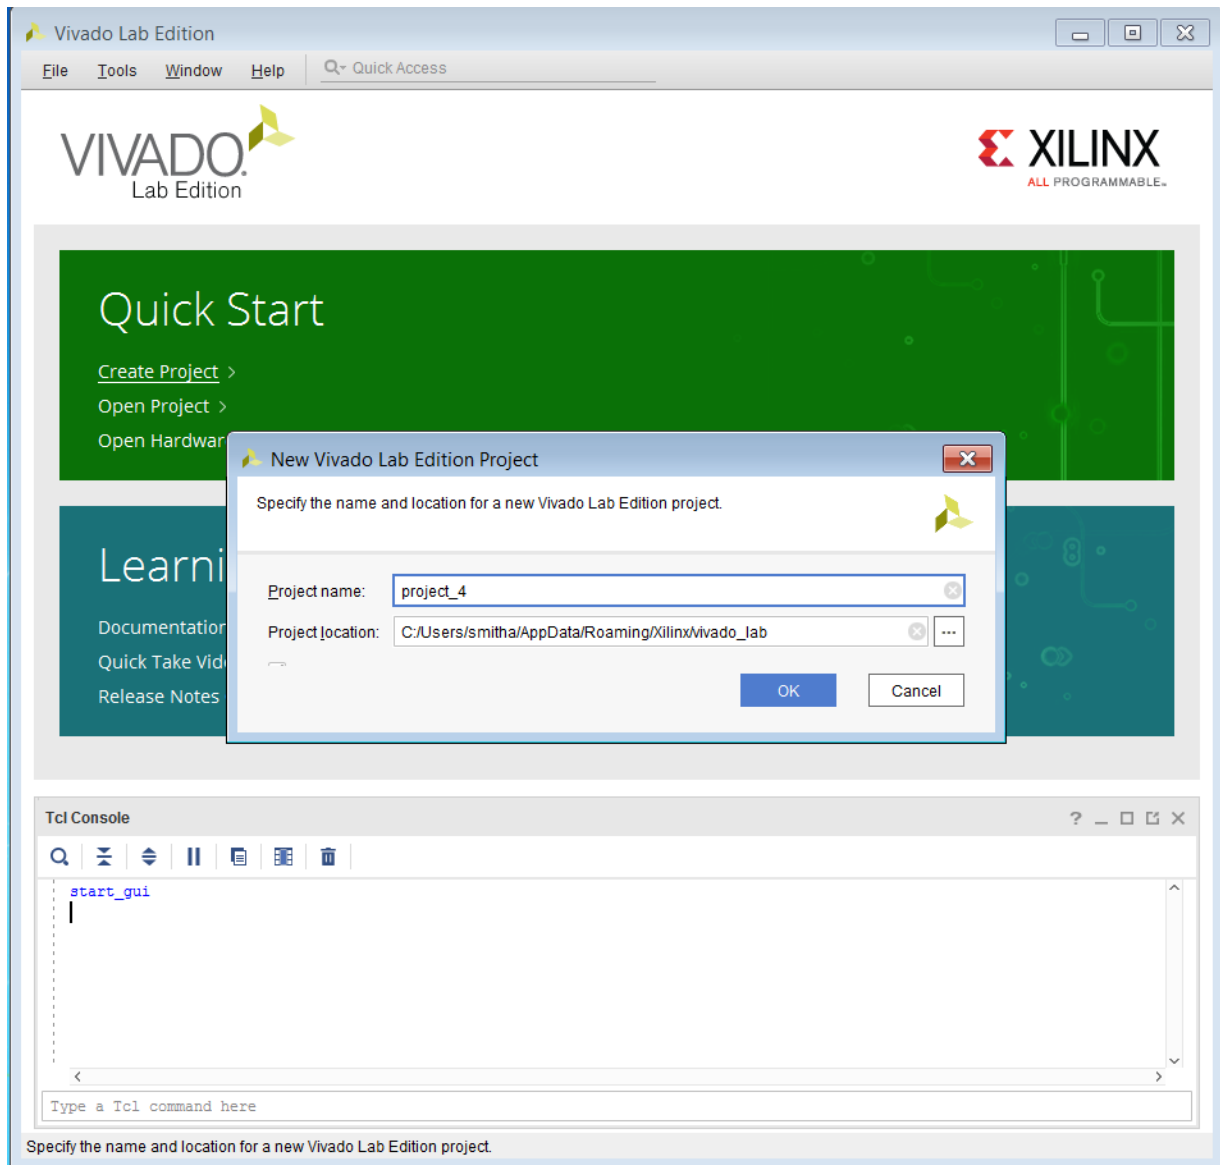 Vivado Lab Edition
File Tools Window Help Quick Access
VIVADO.
Lab Edition
XILINX
ALL PROGRAMMABLE™
Quick Start
Create Project >
Open Project >
Open Hardwar
New Vivado Lab Edition Project
Specify the name and location for a new Vivado Lab Edition project.
Project name: project_4
Project location: C:/Users/smitha/AppData/Roaming/Xilinx/vivado_lab ...
OK Cancel
Learni
Documentation
Quick Take Vid
Release Notes
Tcl Console
start_gui
Type a Tcl command here
Specify the name and location for a new Vivado Lab Edition project.